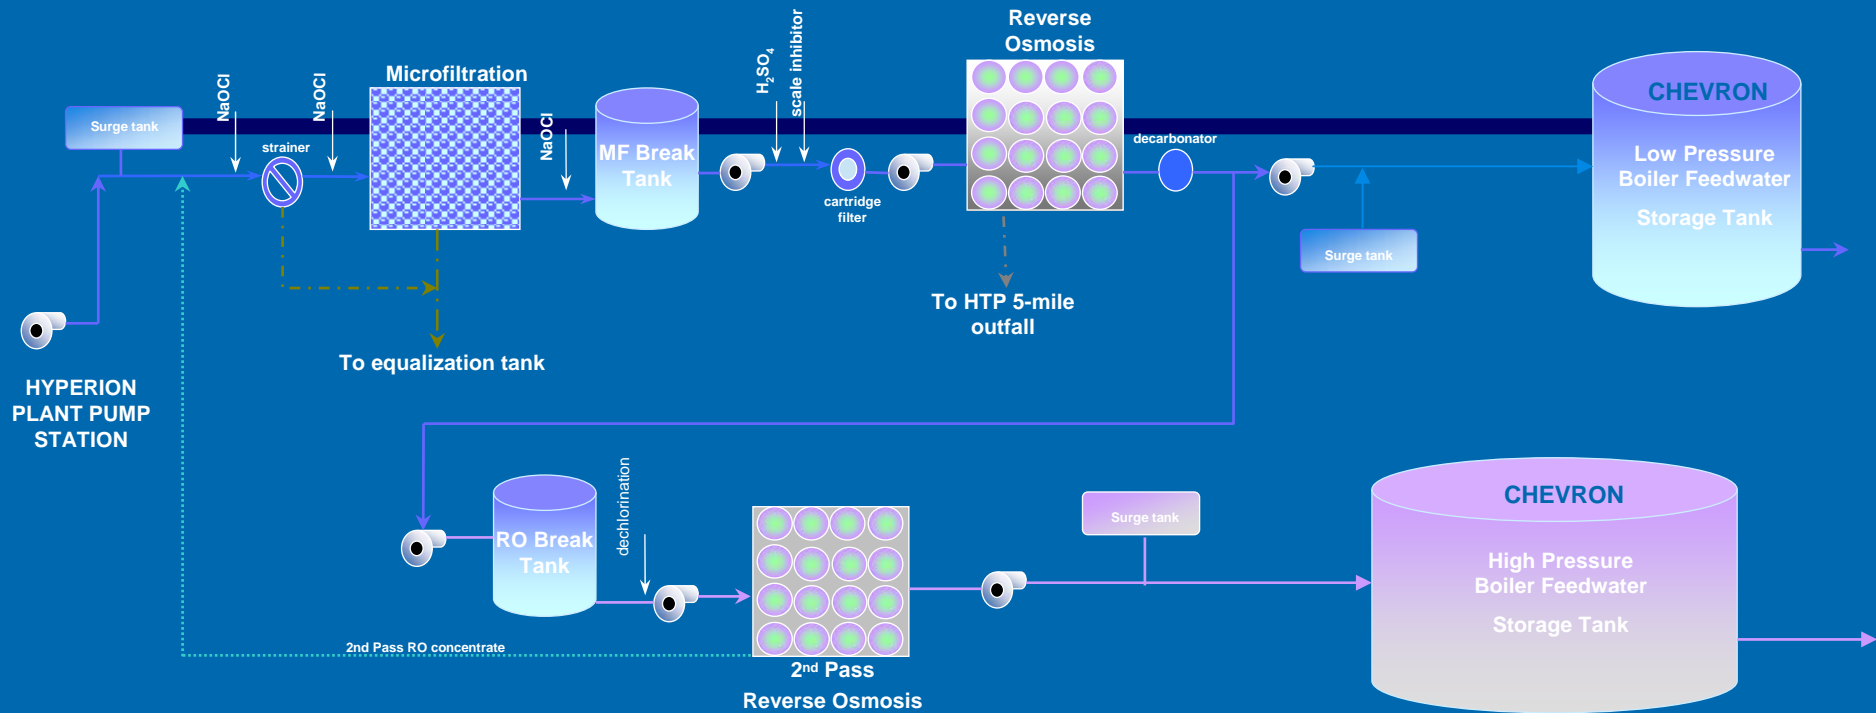 Reverse
Osmosis
NaOCl
NaOCl
Microfiltration
H₂SO₄
scale inhibitor
CHEVRON
Surge tank
strainer
NaOCl
MF Break
Tank
decarbonator
Low Pressure
Boiler Feedwater
Storage Tank
cartridge
filter
Surge tank
To HTP 5-mile
outfall
To equalization tank
HYPERION
PLANT PUMP
STATION
RO Break
Tank
dechlorination
Surge tank
CHEVRON
High Pressure
Boiler Feedwater
Storage Tank
2nd Pass RO concentrate
2nd Pass
Reverse Osmosis